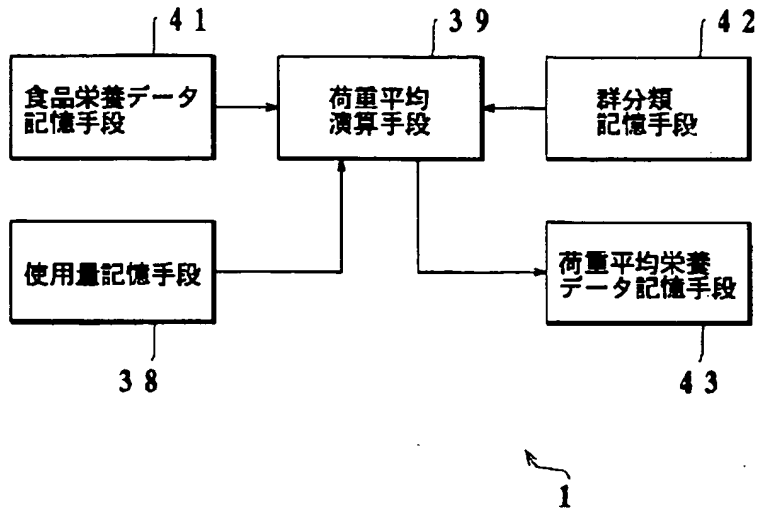 41
39
42
食品栄養データ
記憶手段
荷重平均
演算手段
群分類
記憶手段
使用量記憶手段
荷重平均栄養
データ記憶手段
38
43
1